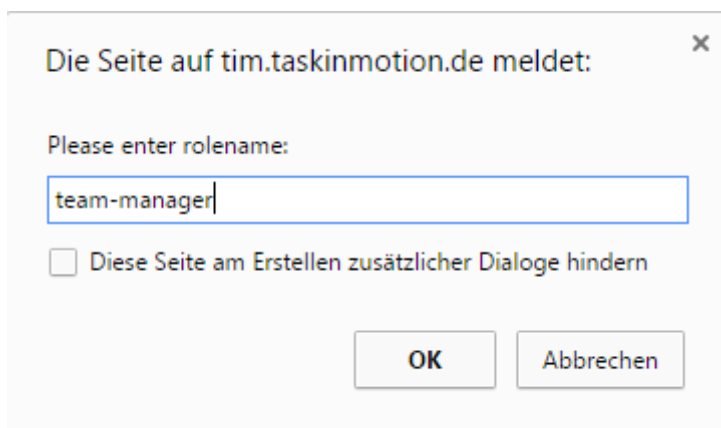 Die Seite auf tim.taskinmotion.de meldet:
Please enter rolename:
team-manager
Diese Seite am Erstellen zusätzlicher Dialoge hindern
OK Abbrechen